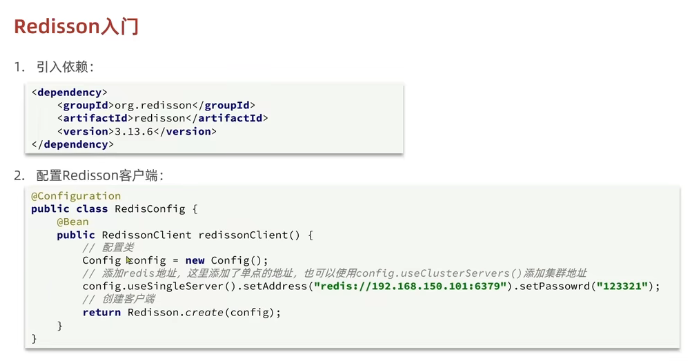 Redisson入门
1. 引入依赖：
<dependency>
    <groupId>org.redisson</groupId>
    <artifactId>redisson</artifactId>
    <version>3.13.6</version>
</dependency>
2. 配置Redisson客户端：
@Configuration
public class RedisConfig {
    @Bean
    public RedissonClient redissonClient() {
        // 配置类
        Config config = new Config();
        // 添加redis地址，这里添加了单点的地址，也可以使用config.useClusterServers()添加集群地址
        config.useSingleServer().setAddress("redis://192.168.150.101:6379").setPassowrd("123321");
        // 创建客户端
        return Redisson.create(config);
    }
}